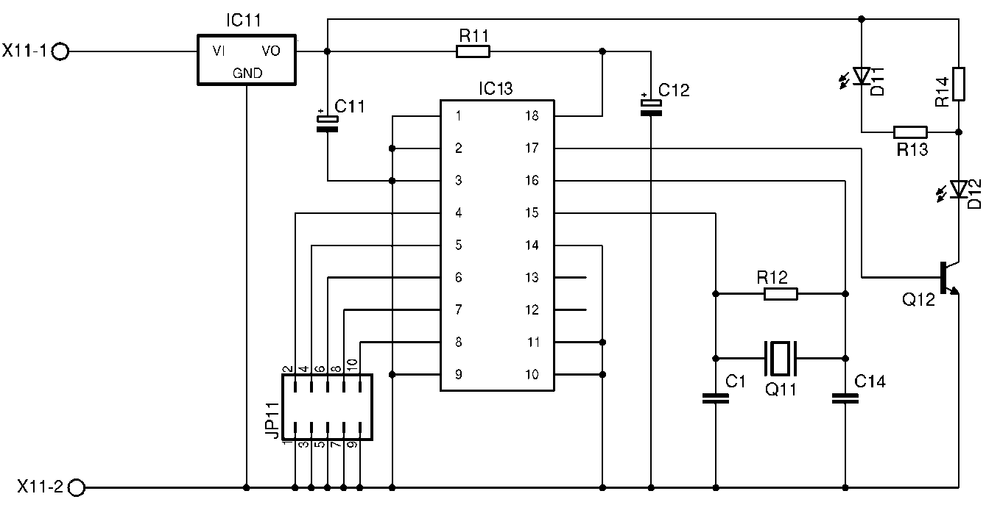 IC11
X11-1
VI VO
GND
R11
IC13
C11
C12
D11
R14
R13
D12
1 18
2 17
3 16
4 15
5 14
6 13
7 12
8 11
9 10
R12
Q12
2 4 6 8 10
JP11
1 3 5 7 9
C1
Q11
C14
X11-2